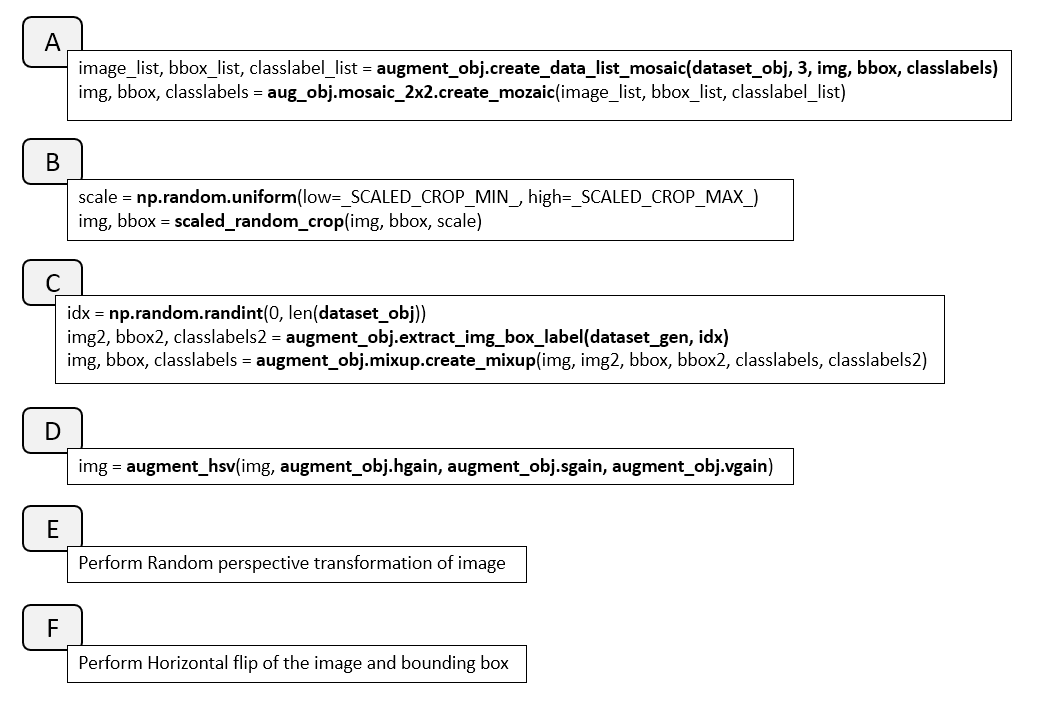 A
image_list, bbox_list, classlabel_list = augment_obj.create_data_list_mosaic(dataset_obj, 3, img, bbox, classlabels)
img, bbox, classlabels = aug_obj.mosaic_2x2.create_mozaic(image_list, bbox_list, classlabel_list)
B
scale = np.random.uniform(low=_SCALED_CROP_MIN_, high=_SCALED_CROP_MAX_)
img, bbox = scaled_random_crop(img, bbox, scale)
C
idx = np.random.randint(0, len(dataset_obj))
img2, bbox2, classlabels2 = augment_obj.extract_img_box_label(dataset_gen, idx)
img, bbox, classlabels = augment_obj.mixup.create_mixup(img, img2, bbox, bbox2, classlabels, classlabels2)
D
img = augment_hsv(img, augment_obj.hgain, augment_obj.sgain, augment_obj.vgain)
E
Perform Random perspective transformation of image
F
Perform Horizontal flip of the image and bounding box